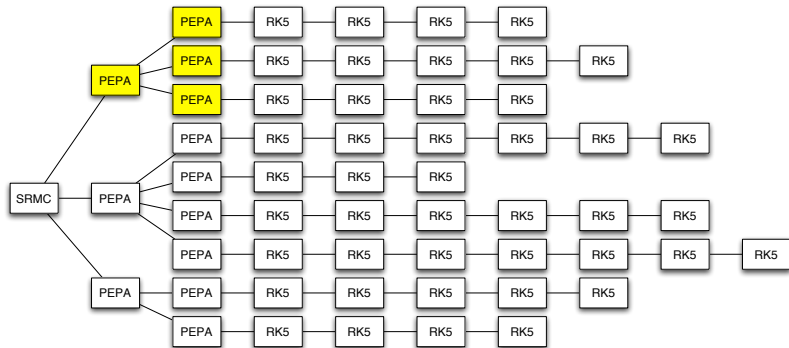 PEPA RK5 RK5 RK5 RK5
PEPA RK5 RK5 RK5 RK5 RK5
PEPA
PEPA RK5 RK5 RK5 RK5
PEPA RK5 RK5 RK5 RK5 RK5 RK5
PEPA RK5 RK5 RK5
SRMC PEPA
PEPA RK5 RK5 RK5 RK5 RK5 RK5
PEPA RK5 RK5 RK5 RK5 RK5 RK5 RK5
PEPA PEPA RK5 RK5 RK5 RK5 RK5
PEPA RK5 RK5 RK5 RK5